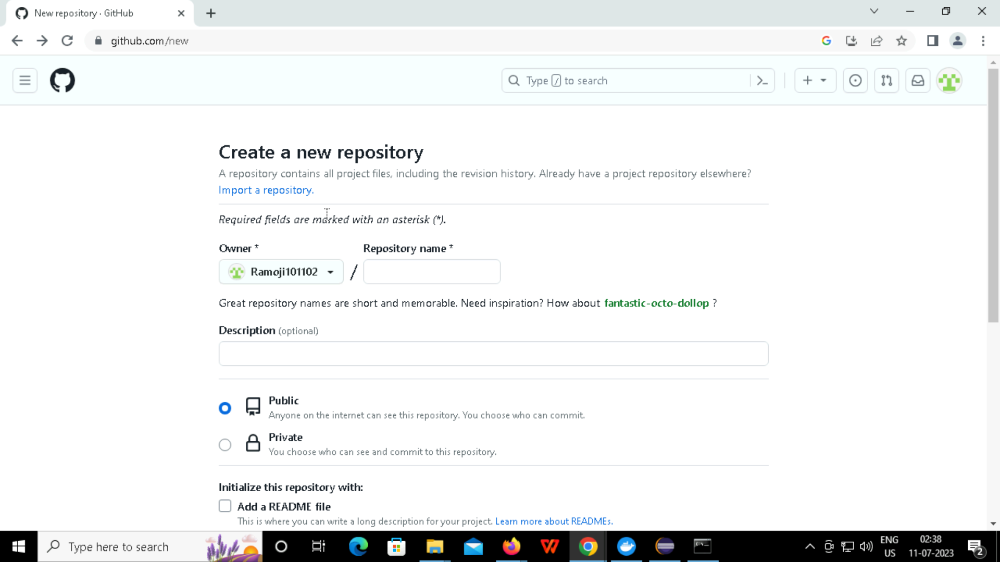 New repository · GitHub
github.com/new
Type / to search
Create a new repository
A repository contains all project files, including the revision history. Already have a project repository elsewhere?
Import a repository.
Required fields are marked with an asterisk (*).
Owner *
Repository name *
Ramoji101102 /
Great repository names are short and memorable. Need inspiration? How about fantastic-octo-dollop ?
Description (optional)
Public
Anyone on the internet can see this repository. You choose who can commit.
Private
You choose who can see and commit to this repository.
Initialize this repository with:
Add a README file
This is where you can write a long description for your project. Learn more about READMEs.
Type here to search
ENG
US
02:38
11-07-2023
2